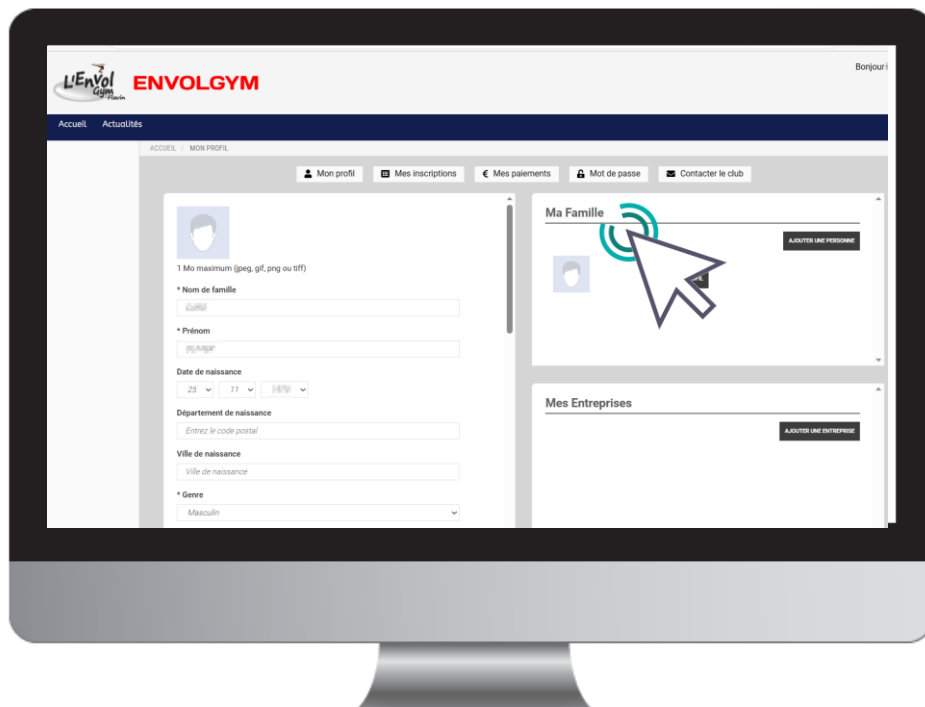 L'Envol
Gym
Flavin
ENVOLGYM
Bonjour
Accueil Actualités
ACCUEIL / MON PROFIL
Mon profil Mes inscriptions € Mes paiements Mot de passe Contacter le club
1 Mo maximum (jpeg, gif, png ou tiff)
* Nom de famille
* Prénom
Date de naissance
25 11
Département de naissance
Entrez le code postal
Ville de naissance
Ville de naissance
* Genre
Masculin
Ma Famille
AJOUTER UNE PERSONNE
Mes Entreprises
AJOUTER UNE ENTREPRISE